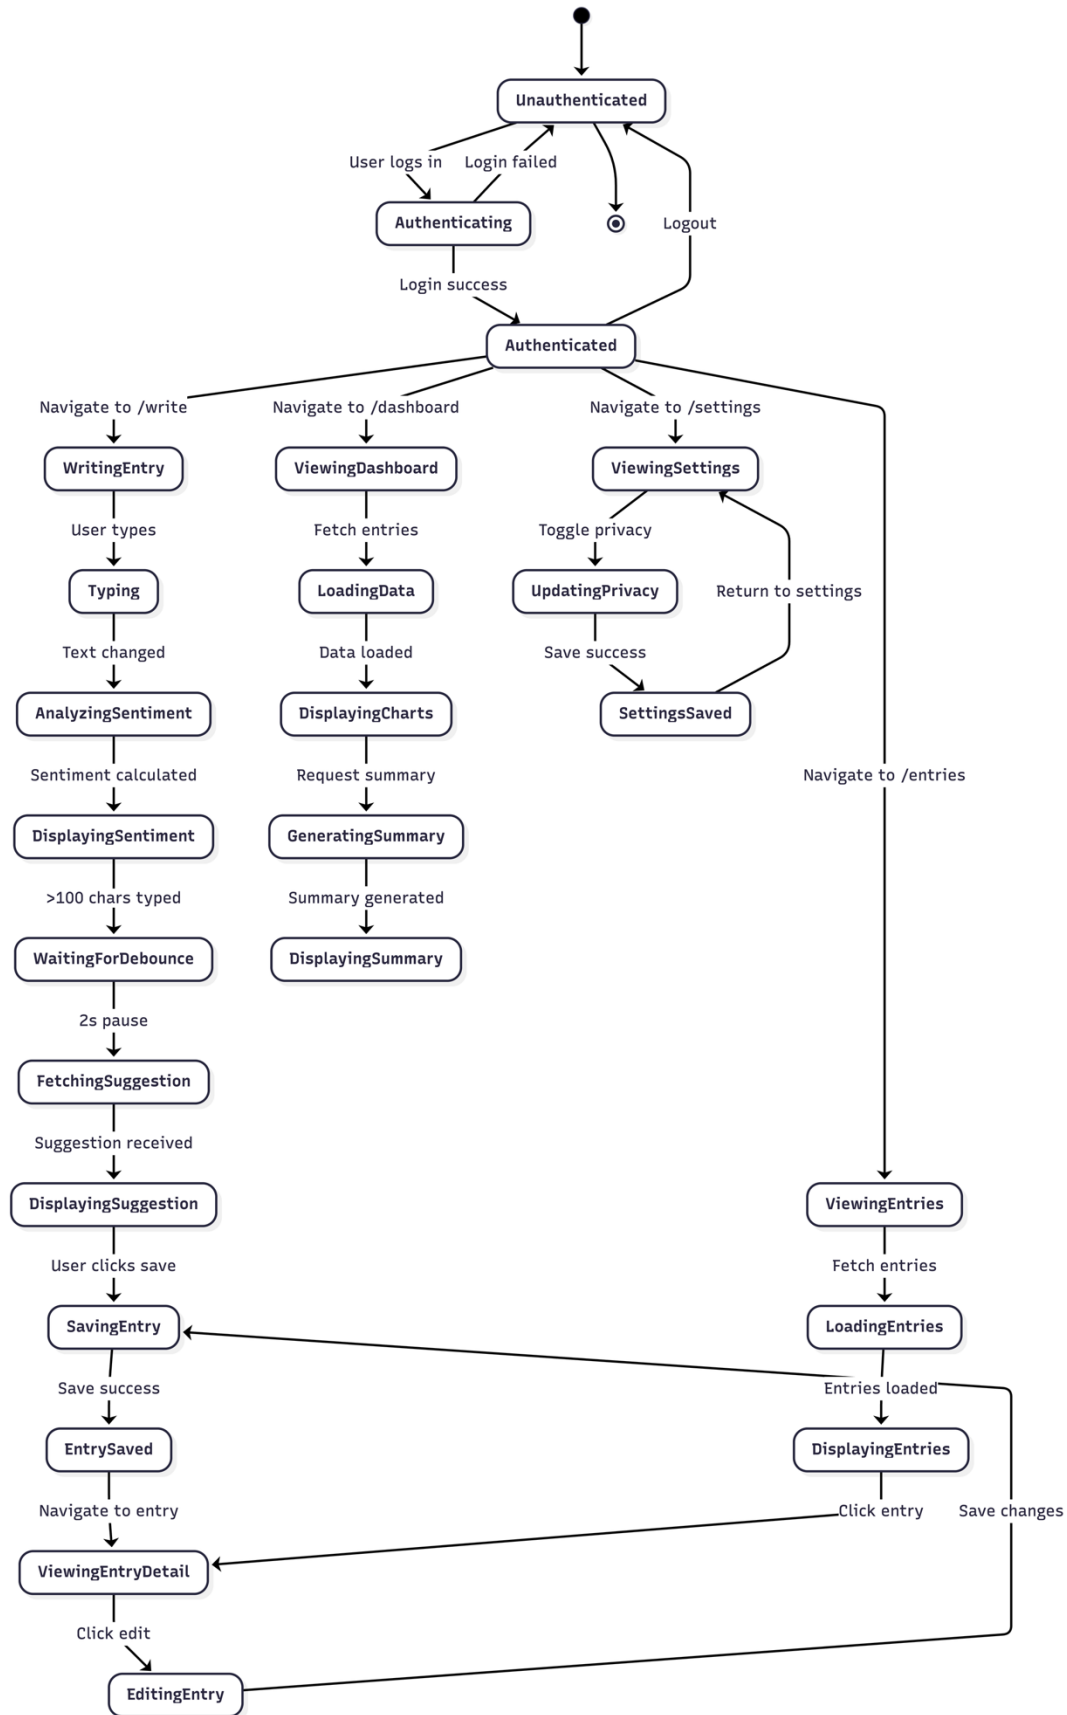 Unauthenticated
User logs in
Login failed
Authenticating
Logout
Login success
Authenticated
Navigate to /write
Navigate to /dashboard
Navigate to /settings
WritingEntry
ViewingDashboard
ViewingSettings
User types
Fetch entries
Toggle privacy
Typing
LoadingData
UpdatingPrivacy
Return to settings
Text changed
Data loaded
Save success
AnalyzingSentiment
DisplayingCharts
SettingsSaved
Sentiment calculated
Request summary
Navigate to /entries
DisplayingSentiment
GeneratingSummary
>100 chars typed
Summary generated
WaitingForDebounce
DisplayingSummary
2s pause
FetchingSuggestion
Suggestion received
DisplayingSuggestion
ViewingEntries
User clicks save
Fetch entries
SavingEntry
LoadingEntries
Save success
Entries loaded
EntrySaved
DisplayingEntries
Navigate to entry
Click entry
Save changes
ViewingEntryDetail
Click edit
EditingEntry